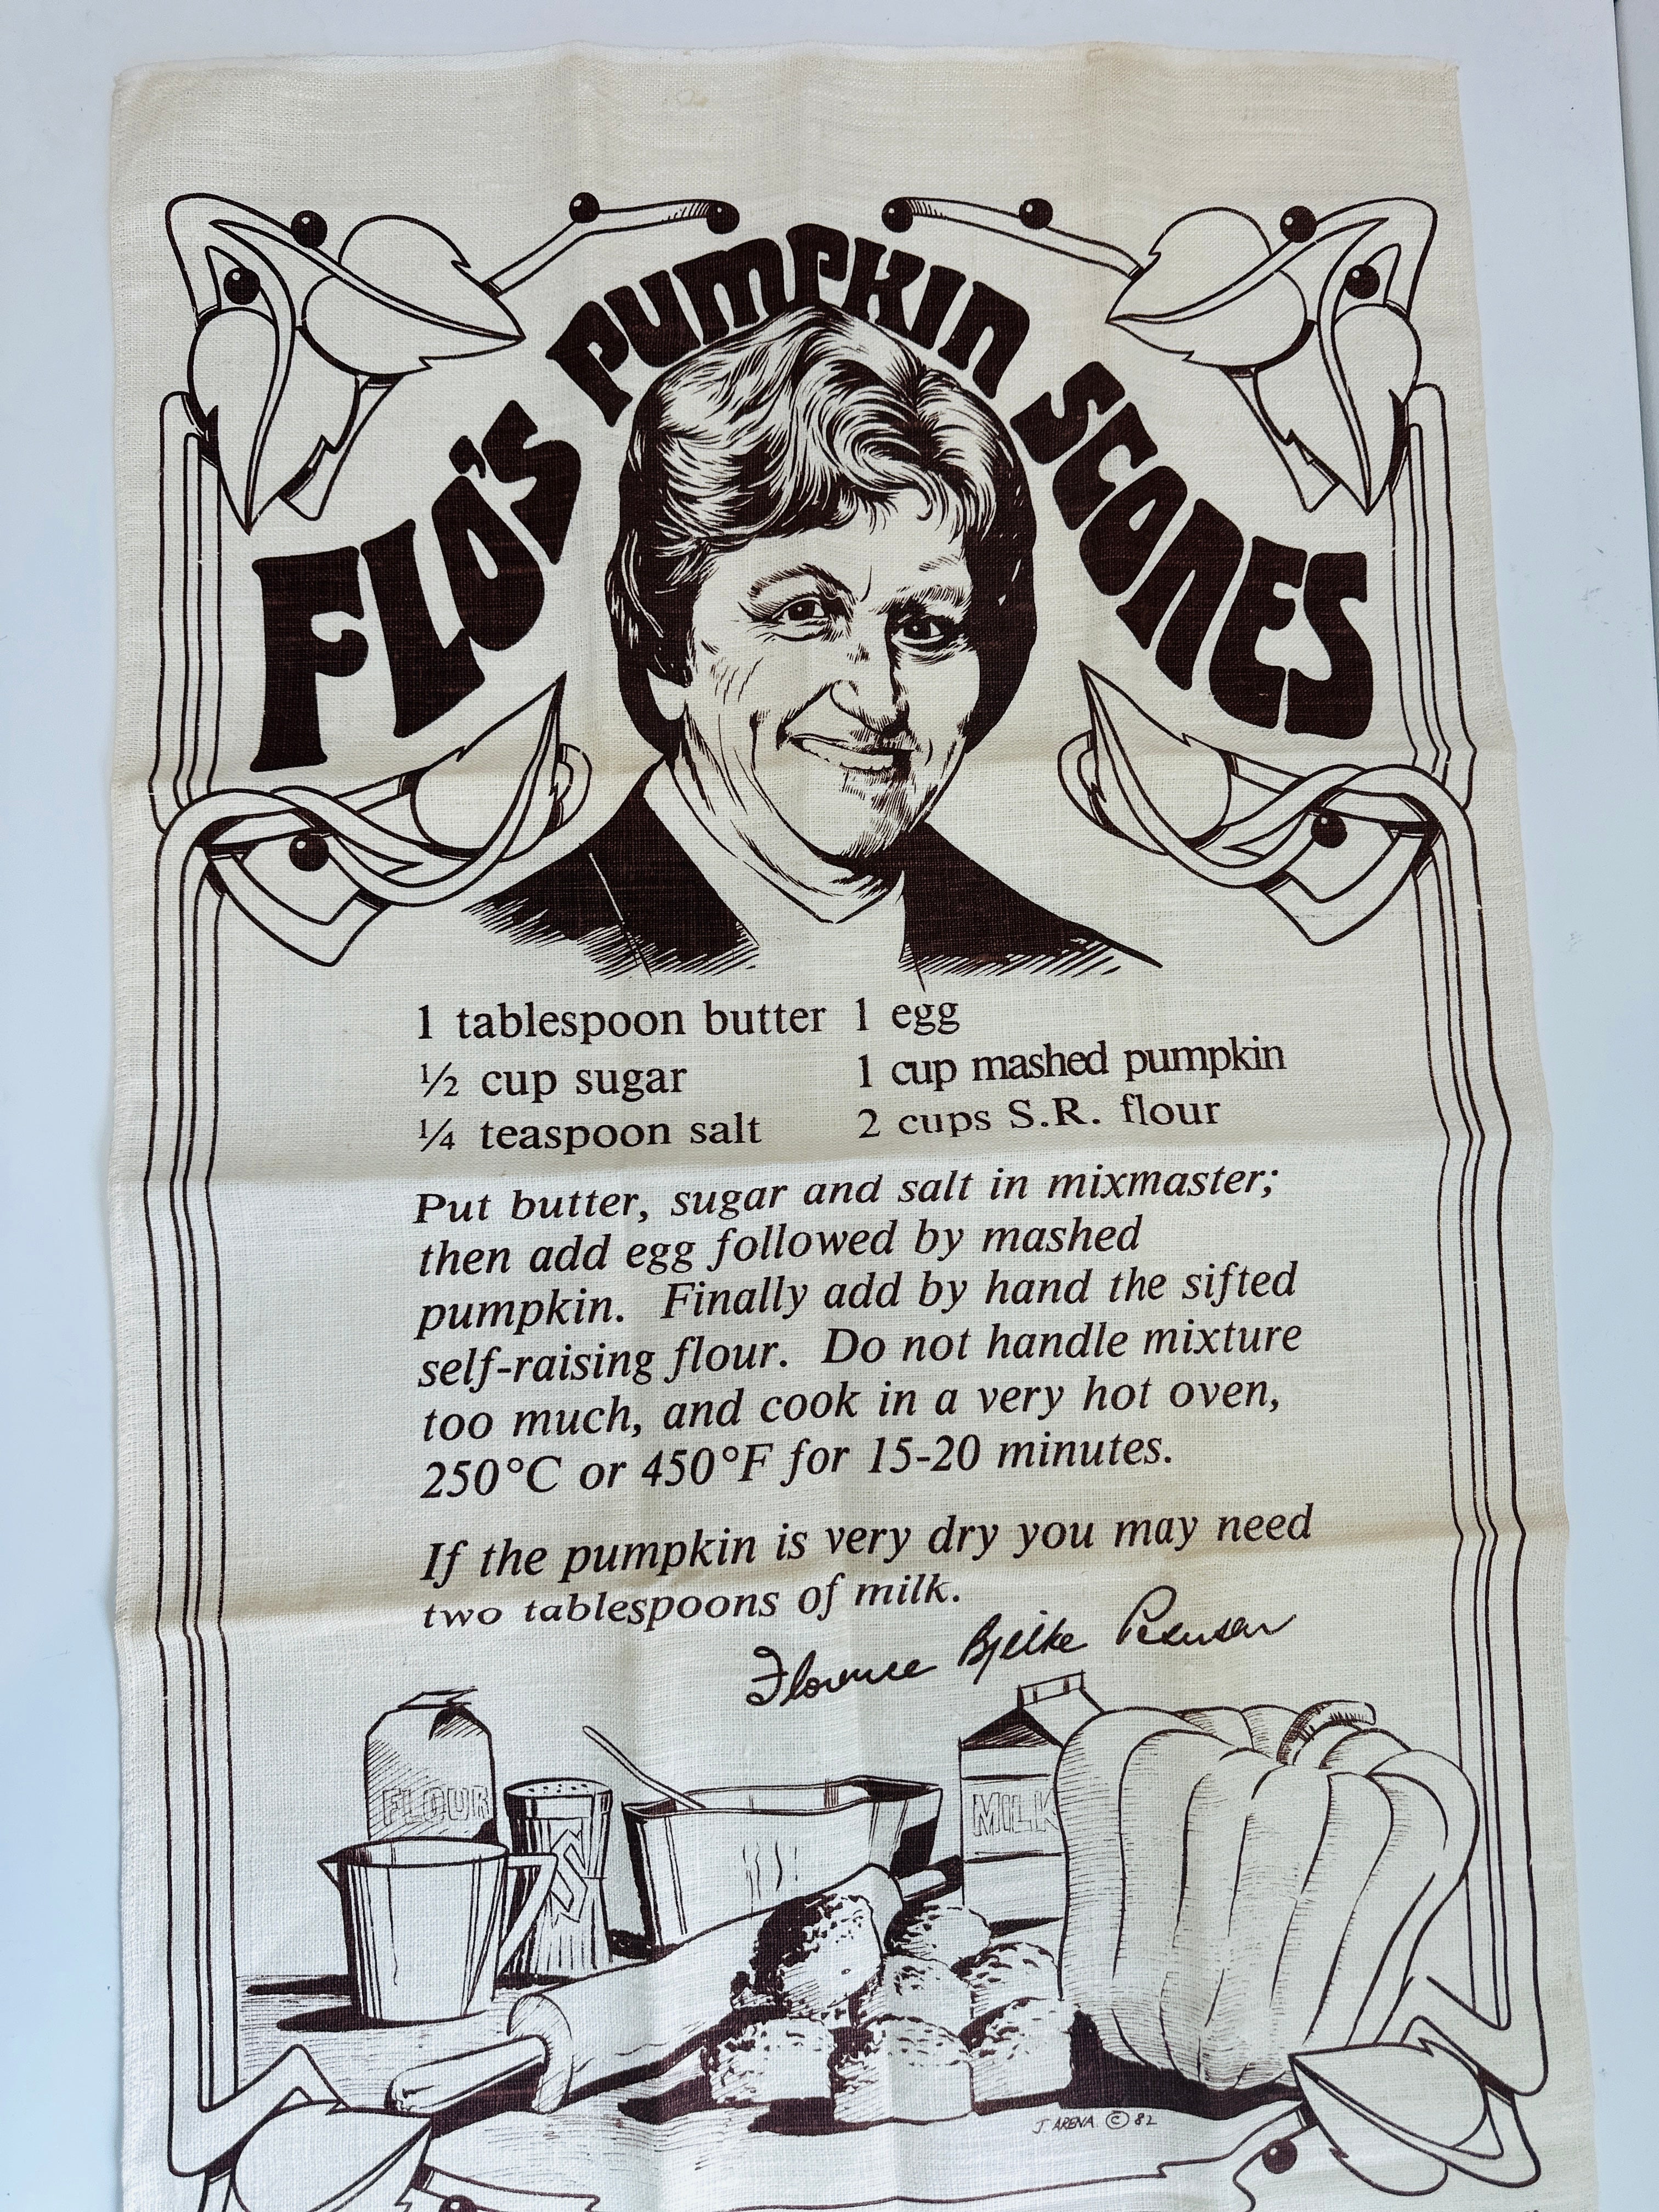 FLO'S PUMPKIN SCONES
1 tablespoon butter 1 egg
½ cup sugar 1 cup mashed pumpkin
¼ teaspoon salt 2 cups S.R. flour
Put butter, sugar and salt in mixmaster;
then add egg followed by mashed
pumpkin. Finally add by hand the sifted
self-raising flour. Do not handle mixture
too much, and cook in a very hot oven,
250°C or 450°F for 15-20 minutes.
If the pumpkin is very dry you may need
two tablespoons of milk.
Florence Bjelke Petersen
FLOUR
S
MILK
J. ARENA © 82